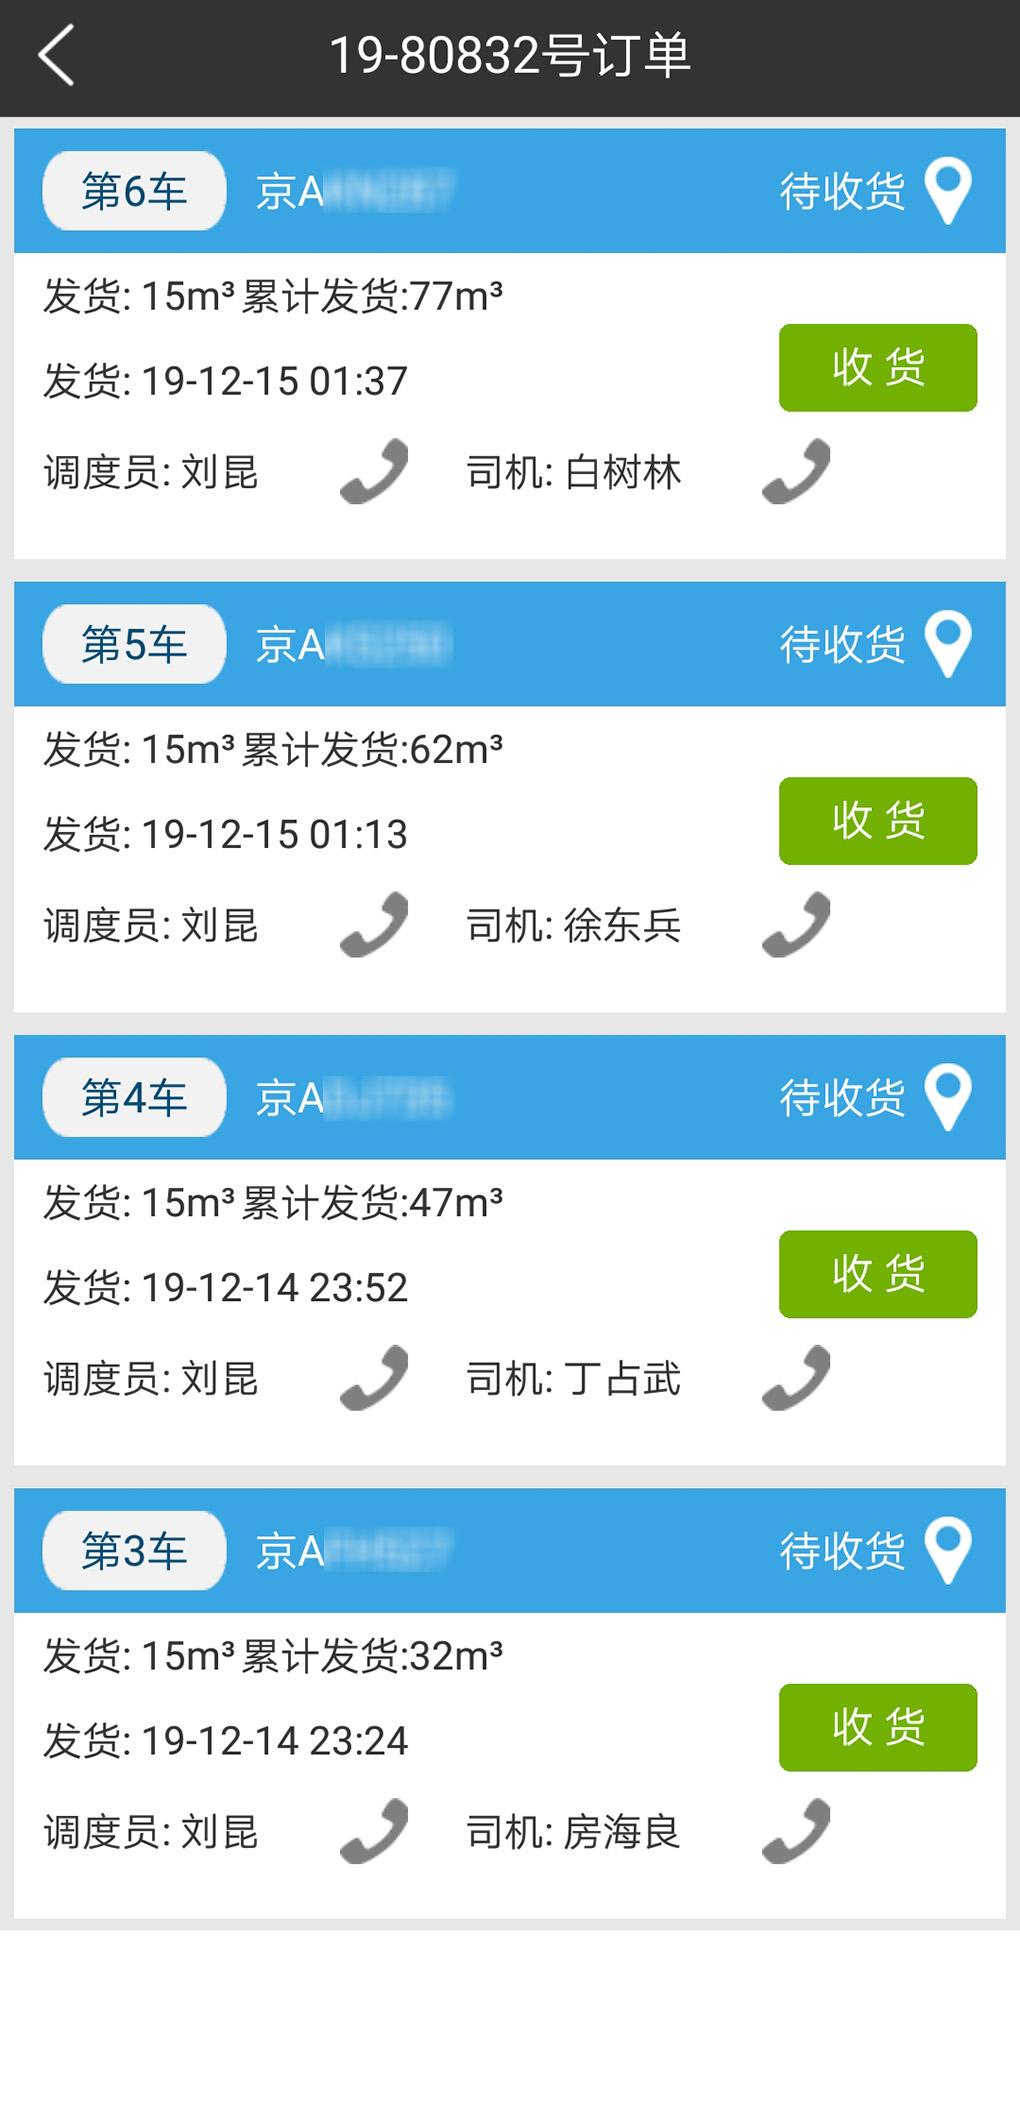 19-80832号订单
第6车 京A 待收货
发货: 15m³ 累计发货:77m³
收 货
发货: 19-12-15 01:37
调度员: 刘昆 司机: 白树林
第5车 京A 待收货
发货: 15m³ 累计发货:62m³
收 货
发货: 19-12-15 01:13
调度员: 刘昆 司机: 徐东兵
第4车 京A 待收货
发货: 15m³ 累计发货:47m³
收 货
发货: 19-12-14 23:52
调度员: 刘昆 司机: 丁占武
第3车 京A 待收货
发货: 15m³ 累计发货:32m³
收 货
发货: 19-12-14 23:24
调度员: 刘昆 司机: 房海良